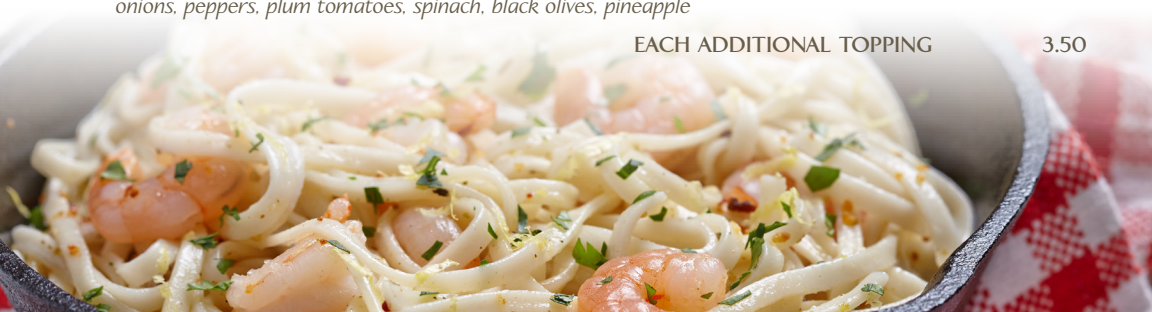 onions, peppers, plum tomatoes, spinach, black olives, pineapple
EACH ADDITIONAL TOPPING 3.50